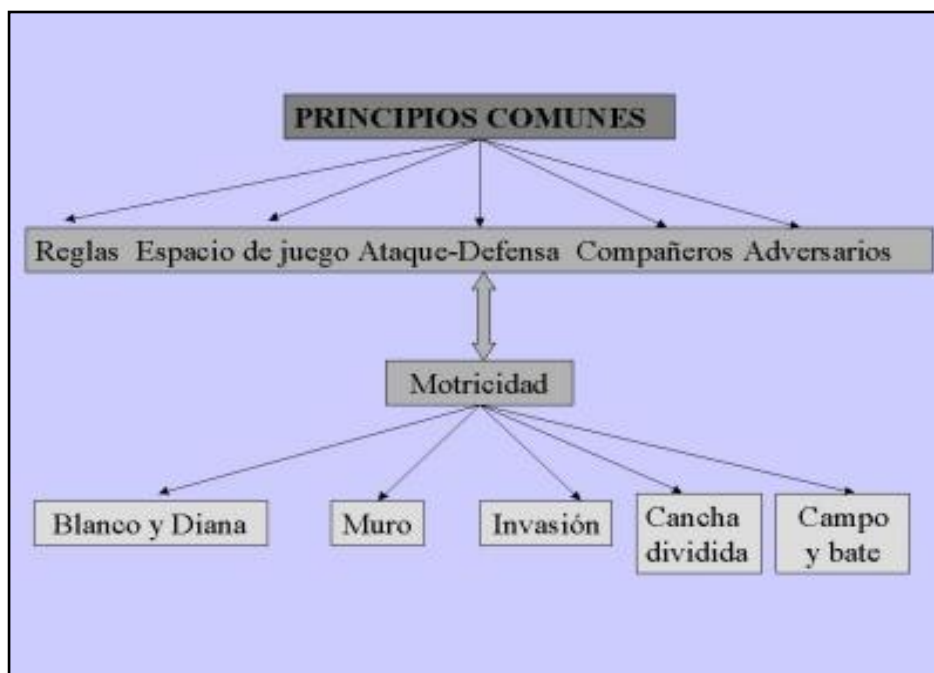 PRINCIPIOS COMUNES
Reglas Espacio de juego Ataque-Defensa Compañeros Adversarios
Motricidad
Blanco y Diana
Muro
Invasión
Cancha
dividida
Campo
y bate